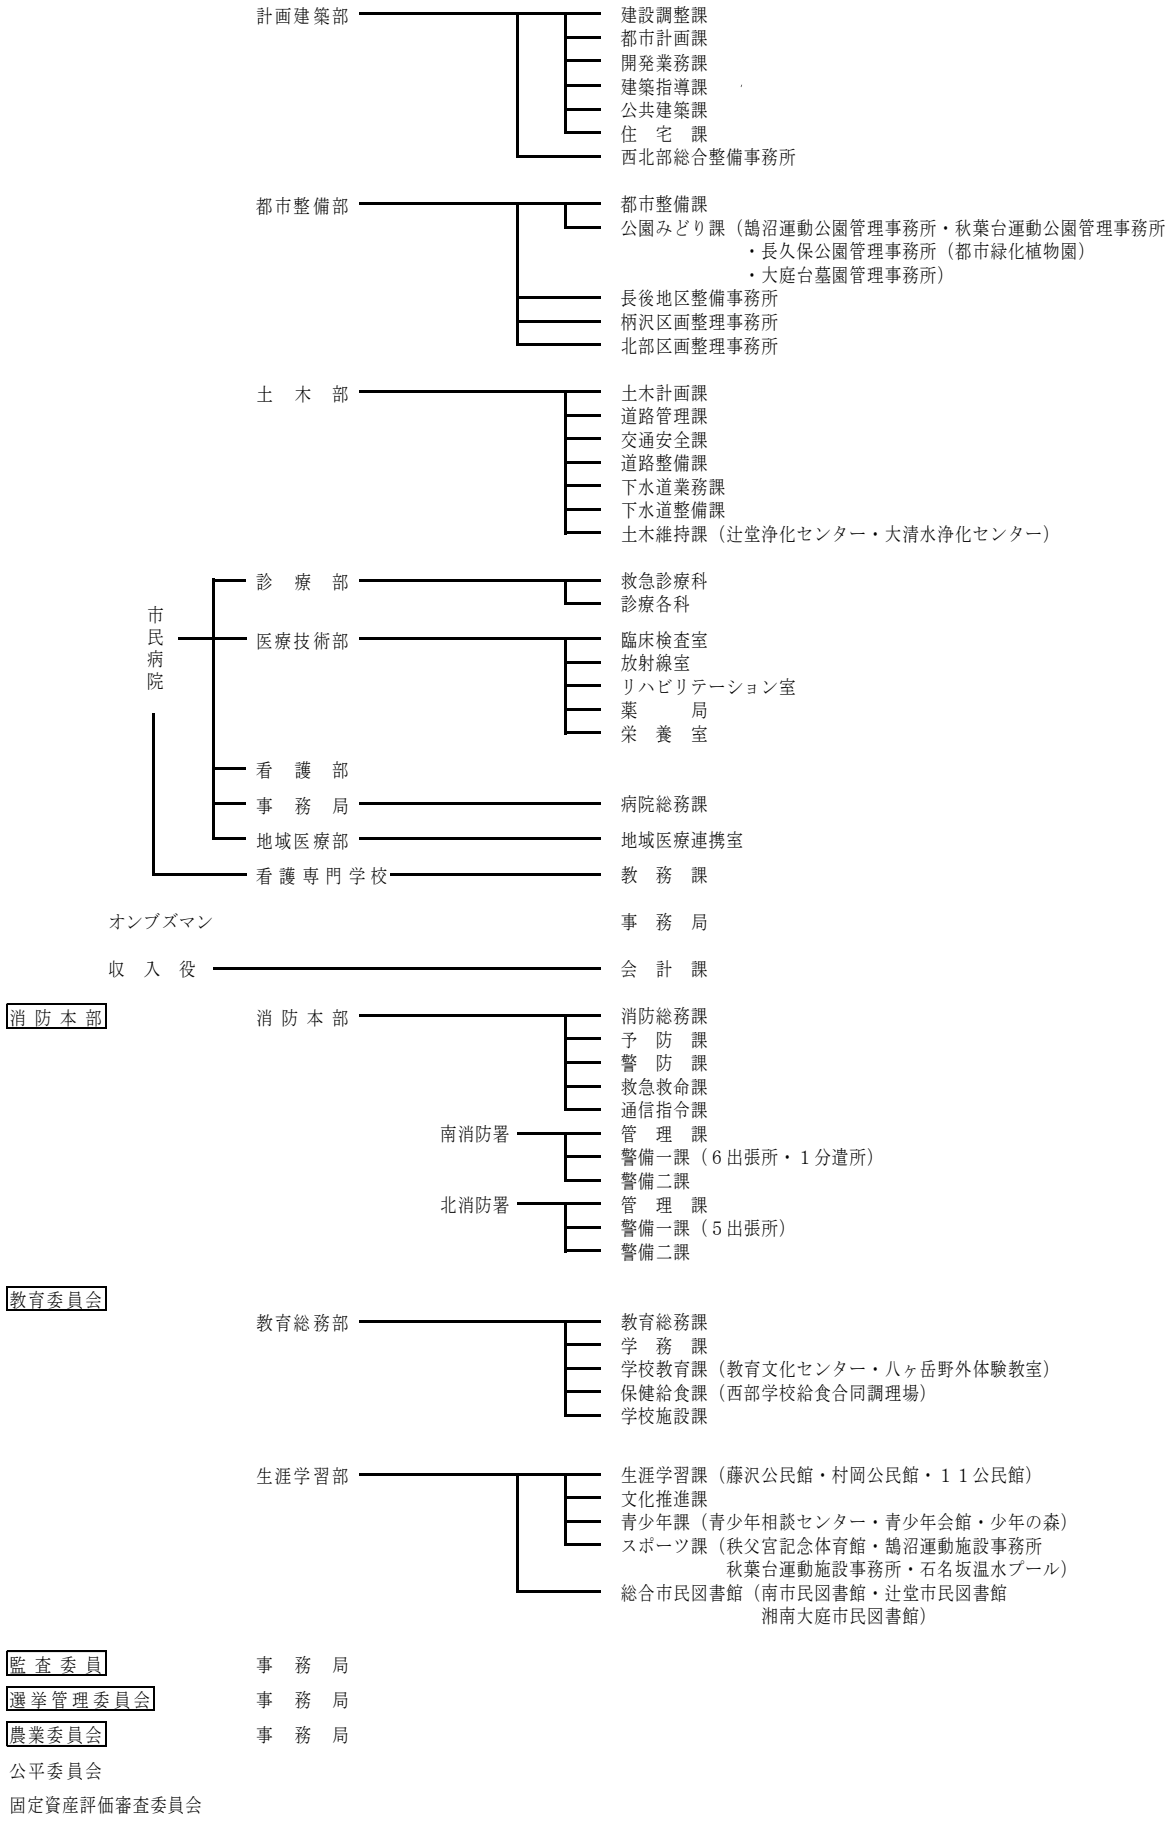 計画建築部 建設調整課
都市計画課
開発業務課
建築指導課
公共建築課
住宅課
西北部総合整備事務所
都市整備部 都市整備課
公園みどり課（鵠沼運動公園管理事務所・秋葉台運動公園管理事務所
・長久保公園管理事務所（都市緑化植物園）
・大庭台墓園管理事務所）
長後地区整備事務所
柄沢区画整理事務所
北部区画整理事務所
土木部 土木計画課
道路管理課
交通安全課
道路整備課
下水道業務課
下水道整備課
土木維持課（辻堂浄化センター・大清水浄化センター）
市民病院
診療部 救急診療科
診療各科
医療技術部 臨床検査室
放射線室
リハビリテーション室
薬局
栄養室
看護部
事務局 病院総務課
地域医療部 地域医療連携室
看護専門学校 教務課
オンブズマン 事務局
収入役 会計課
消防本部 消防本部 消防総務課
予防課
警防課
救急救命課
通信指令課
南消防署 管理課
警備一課（６出張所・１分遣所）
警備二課
北消防署 管理課
警備一課（５出張所）
警備二課
教育委員会
教育総務部 教育総務課
学務課
学校教育課（教育文化センター・八ヶ岳野外体験教室）
保健給食課（西部学校給食合同調理場）
学校施設課
生涯学習部 生涯学習課（藤沢公民館・村岡公民館・１１公民館）
文化推進課
青少年課（青少年相談センター・青少年会館・少年の森）
スポーツ課（秩父宮記念体育館・鵠沼運動施設事務所
秋葉台運動施設事務所・石名坂温水プール）
総合市民図書館（南市民図書館・辻堂市民図書館
湘南大庭市民図書館）
監査委員 事務局
選挙管理委員会 事務局
農業委員会 事務局
公平委員会
固定資産評価審査委員会